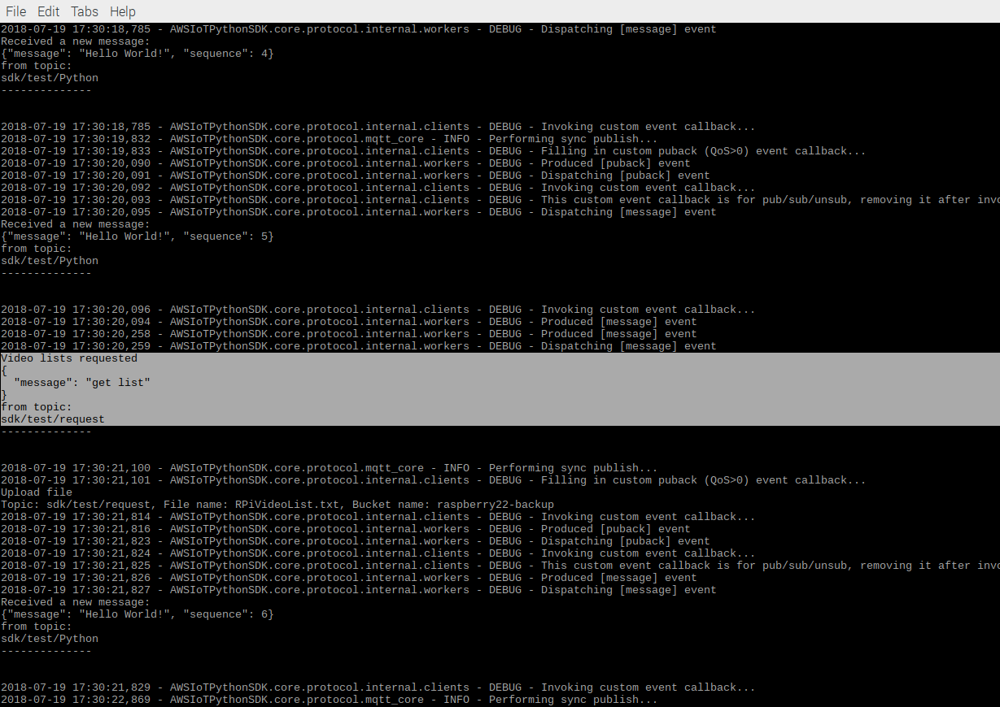 File Edit Tabs Help
2018-07-19 17:30:18,785 - AWSIoTPythonSDK.core.protocol.internal.workers - DEBUG - Dispatching [message] event
Received a new message:
{"message": "Hello World!", "sequence": 4}
from topic:
sdk/test/Python
--------------
2018-07-19 17:30:18,785 - AWSIoTPythonSDK.core.protocol.internal.clients - DEBUG - Invoking custom event callback...
2018-07-19 17:30:19,832 - AWSIoTPythonSDK.core.protocol.mqtt_core - INFO - Performing sync publish...
2018-07-19 17:30:19,833 - AWSIoTPythonSDK.core.protocol.internal.clients - DEBUG - Filling in custom puback (QoS>0) event callback...
2018-07-19 17:30:20,090 - AWSIoTPythonSDK.core.protocol.internal.workers - DEBUG - Produced [puback] event
2018-07-19 17:30:20,091 - AWSIoTPythonSDK.core.protocol.internal.workers - DEBUG - Dispatching [puback] event
2018-07-19 17:30:20,092 - AWSIoTPythonSDK.core.protocol.internal.clients - DEBUG - Invoking custom event callback...
2018-07-19 17:30:20,093 - AWSIoTPythonSDK.core.protocol.internal.clients - DEBUG - This custom event callback is for pub/sub/unsub, removing it after invo
2018-07-19 17:30:20,095 - AWSIoTPythonSDK.core.protocol.internal.workers - DEBUG - Dispatching [message] event
Received a new message:
{"message": "Hello World!", "sequence": 5}
from topic:
sdk/test/Python
--------------
2018-07-19 17:30:20,096 - AWSIoTPythonSDK.core.protocol.internal.clients - DEBUG - Invoking custom event callback...
2018-07-19 17:30:20,094 - AWSIoTPythonSDK.core.protocol.internal.workers - DEBUG - Produced [message] event
2018-07-19 17:30:20,258 - AWSIoTPythonSDK.core.protocol.internal.workers - DEBUG - Produced [message] event
2018-07-19 17:30:20,259 - AWSIoTPythonSDK.core.protocol.internal.workers - DEBUG - Dispatching [message] event
Video lists requested
{
  "message": "get list"
}
from topic:
sdk/test/request
--------------
2018-07-19 17:30:21,100 - AWSIoTPythonSDK.core.protocol.mqtt_core - INFO - Performing sync publish...
2018-07-19 17:30:21,101 - AWSIoTPythonSDK.core.protocol.internal.clients - DEBUG - Filling in custom puback (QoS>0) event callback...
Upload file
Topic: sdk/test/request, File name: RPiVideoList.txt, Bucket name: raspberry22-backup
2018-07-19 17:30:21,814 - AWSIoTPythonSDK.core.protocol.internal.clients - DEBUG - Invoking custom event callback...
2018-07-19 17:30:21,816 - AWSIoTPythonSDK.core.protocol.internal.workers - DEBUG - Produced [puback] event
2018-07-19 17:30:21,823 - AWSIoTPythonSDK.core.protocol.internal.workers - DEBUG - Dispatching [puback] event
2018-07-19 17:30:21,824 - AWSIoTPythonSDK.core.protocol.internal.clients - DEBUG - Invoking custom event callback...
2018-07-19 17:30:21,825 - AWSIoTPythonSDK.core.protocol.internal.clients - DEBUG - This custom event callback is for pub/sub/unsub, removing it after invo
2018-07-19 17:30:21,826 - AWSIoTPythonSDK.core.protocol.internal.workers - DEBUG - Produced [message] event
2018-07-19 17:30:21,827 - AWSIoTPythonSDK.core.protocol.internal.workers - DEBUG - Dispatching [message] event
Received a new message:
{"message": "Hello World!", "sequence": 6}
from topic:
sdk/test/Python
--------------
2018-07-19 17:30:21,829 - AWSIoTPythonSDK.core.protocol.internal.clients - DEBUG - Invoking custom event callback...
2018-07-19 17:30:22,869 - AWSIoTPythonSDK.core.protocol.mqtt_core - INFO - Performing sync publish...